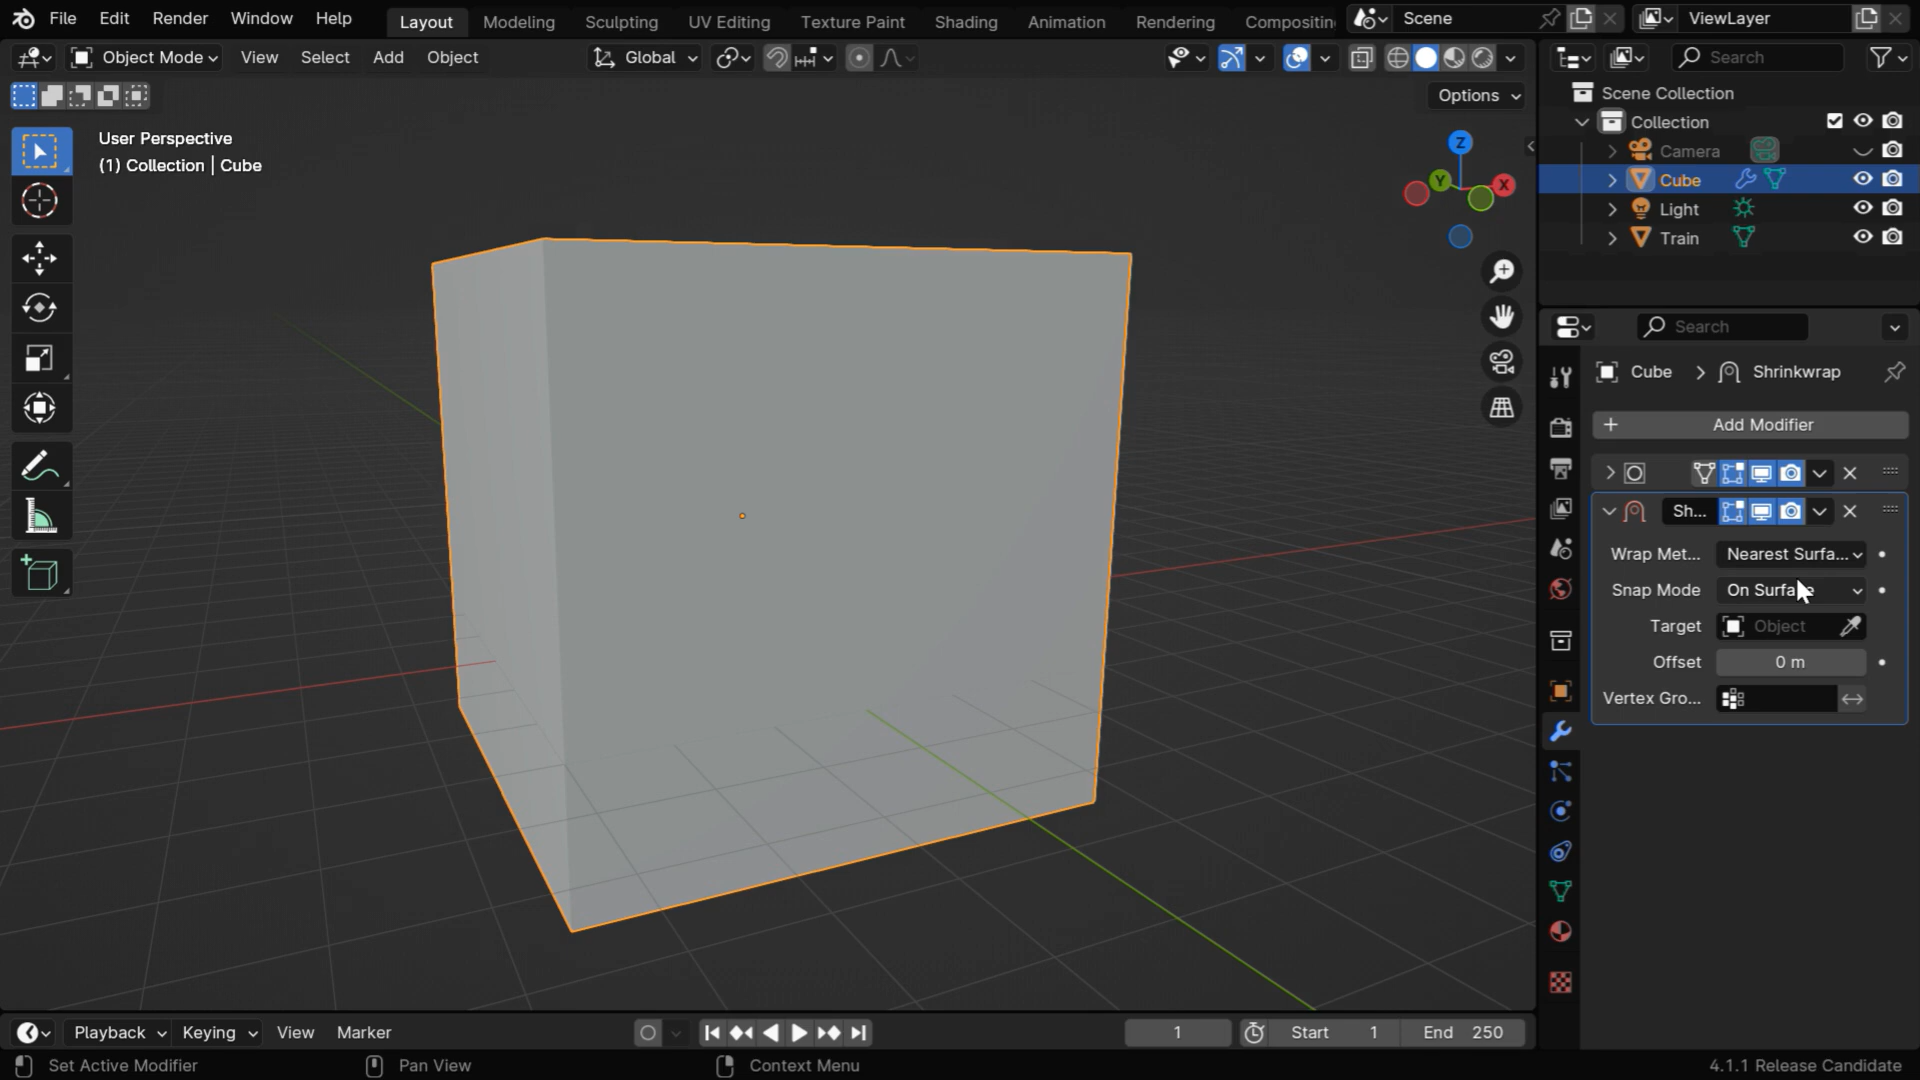 File Edit Render Window Help Layout Modeling Sculpting UV Editing Texture Paint Shading Animation Rendering Compositin Scene ViewLayer
Object Mode View Select Add Object Global Search
Options
User Perspective
(1) Collection | Cube
Z
Y
X
Scene Collection
Collection
Camera
Cube
Light
Train
Search
Cube > Shrinkwrap
+ Add Modifier
Sh...
Wrap Met... Nearest Surfa...
Snap Mode On Surface
Target Object
Offset 0 m
Vertex Gro...
Playback Keying View Marker 1 Start 1 End 250
Set Active Modifier Pan View Context Menu 4.1.1 Release Candidate